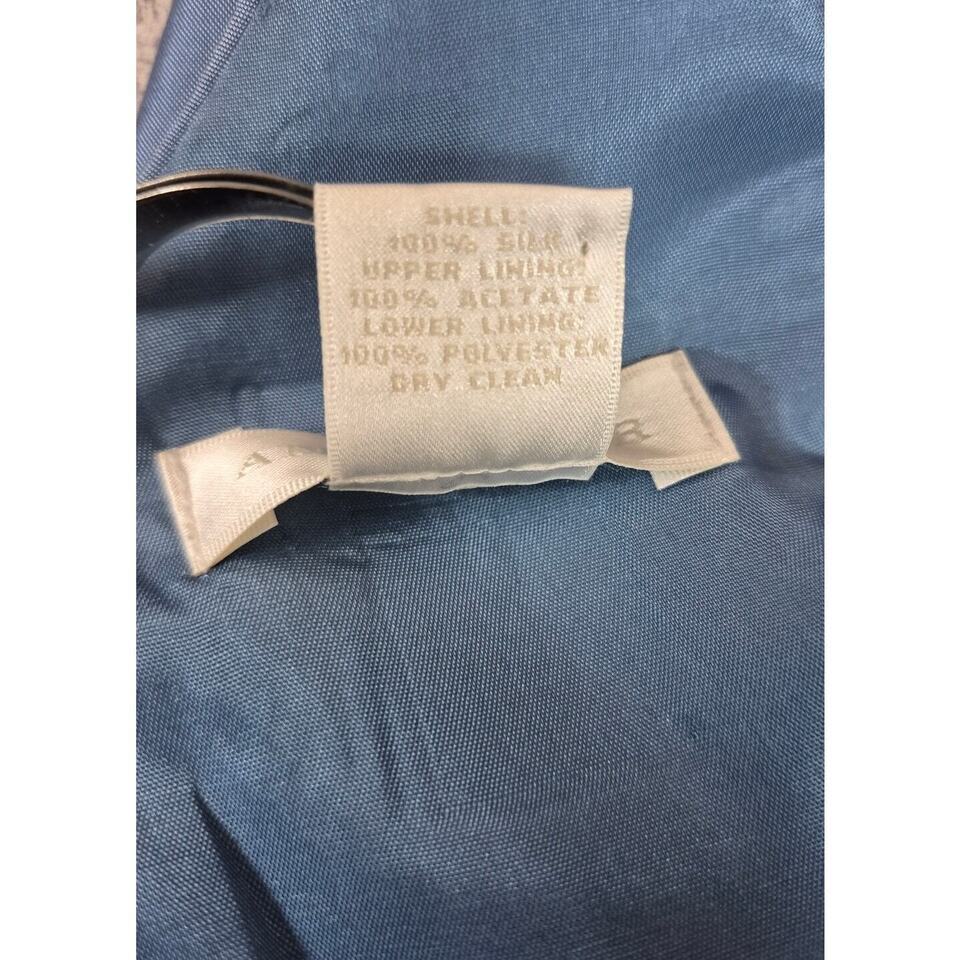 SHELL:
100% SILK
UPPER LINING:
100% ACETATE
LOWER LINING:
100% POLYESTER
DRY CLEAN